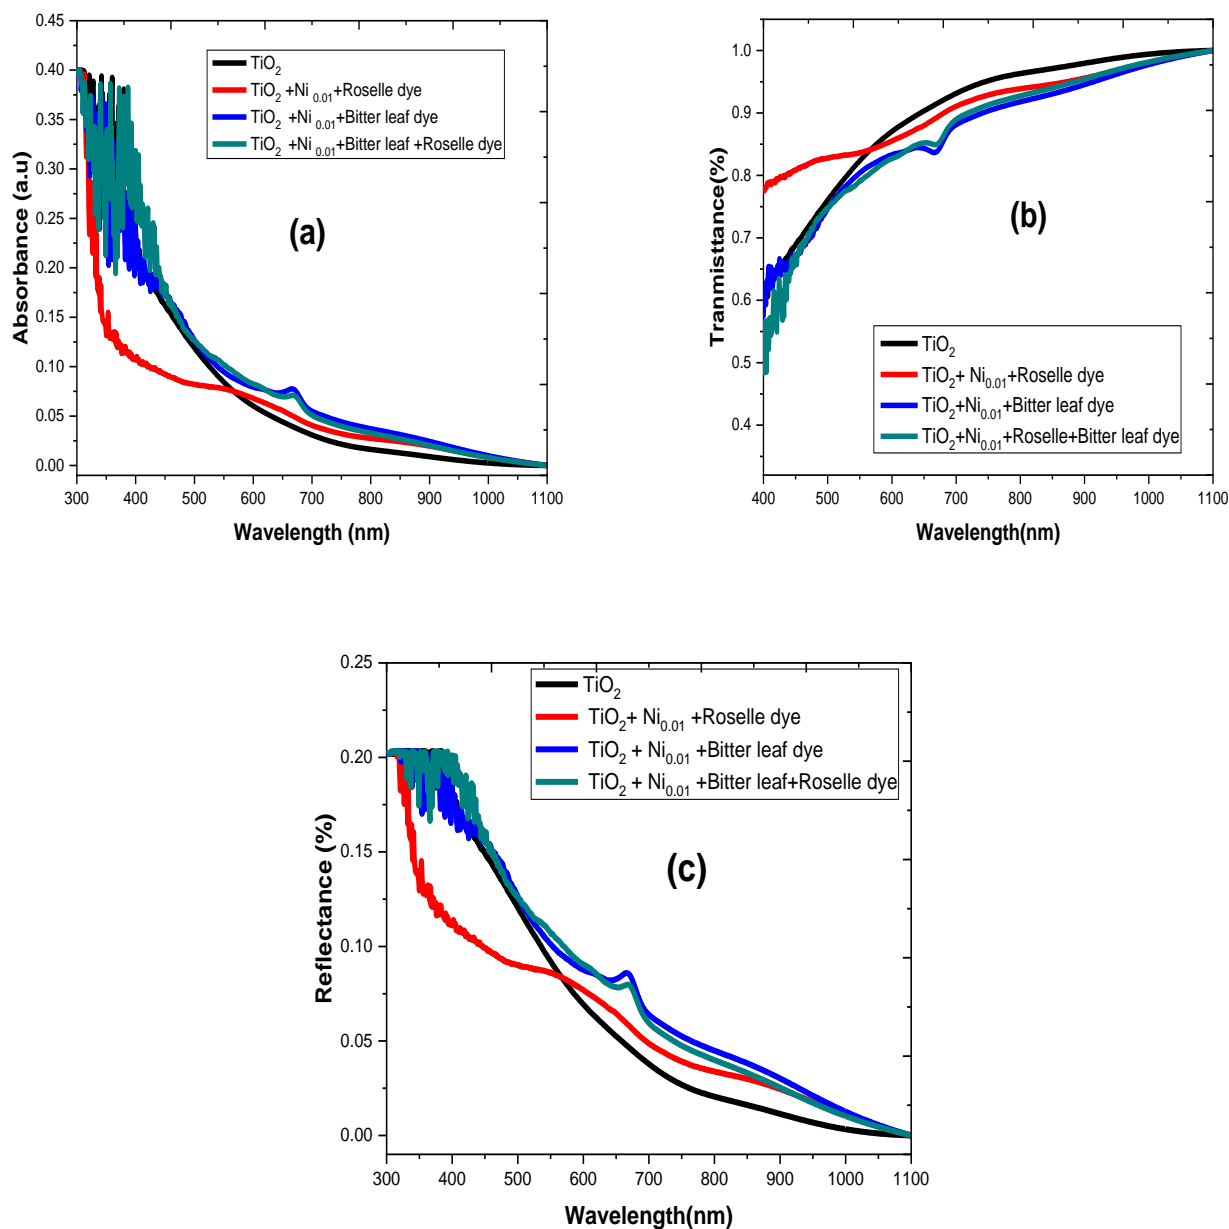 0.45
0.40
0.35
0.30
0.25
0.20
0.15
0.10
0.05
0.00
Absorbance (a.u)
TiO2
TiO2 +Ni 0.01+Roselle dye
TiO2 +Ni 0.01+Bitter leaf dye
TiO2 +Ni 0.01+Bitter leaf +Roselle dye
(a)
300 400 500 600 700 800 900 1000 1100
Wavelength (nm)
1.0
0.9
0.8
0.7
0.6
0.5
0.4
Tranmisttance(%)
(b)
TiO2
TiO2+ Ni0.01+Roselle dye
TiO2+Ni0.01+Bitter leaf dye
TiO2+Ni0.01+Roselle+Bitter leaf dye
400 500 600 700 800 900 1000 1100
Wavelength(nm)
0.25
0.20
0.15
0.10
0.05
0.00
Reflectance (%)
TiO2
TiO2+ Ni0.01 +Roselle dye
TiO2 + Ni0.01 +Bitter leaf dye
TiO2 + Ni0.01 +Bitter leaf+Roselle dye
(c)
300 400 500 600 700 800 900 1000 1100
Wavelength(nm)